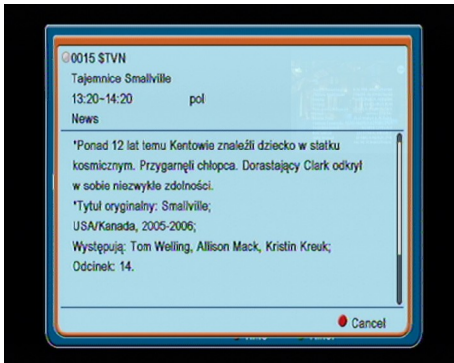 0015 $TVN
Tajemnice Smallville
13:20~14:20 pol
News
"Ponad 12 lat temu Kentowie znaleźli dziecko w statku
kosmicznym. Przygarnęli chłopca. Dorastający Clark odkrył
w sobie niezwykłe zdolności.
"Tytuł oryginalny: Smallville;
USA/Kanada, 2005-2006;
Występują: Tom Welling, Allison Mack, Kristin Kreuk;
Odcinek: 14.
Cancel